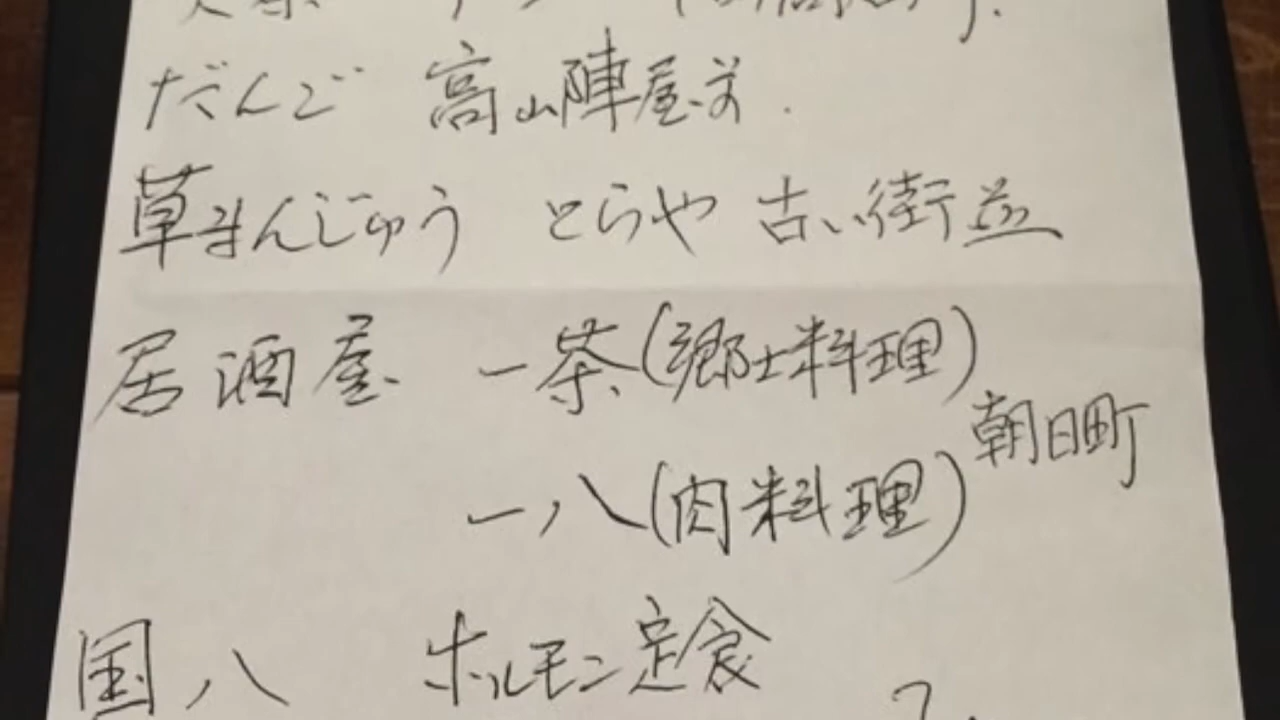 だんご 高山陣屋前.
草まんじゅう とらや 古い街並
居酒屋 一茶(郷土料理)
朝日町
一八(肉料理)
国八 ホルモン定食